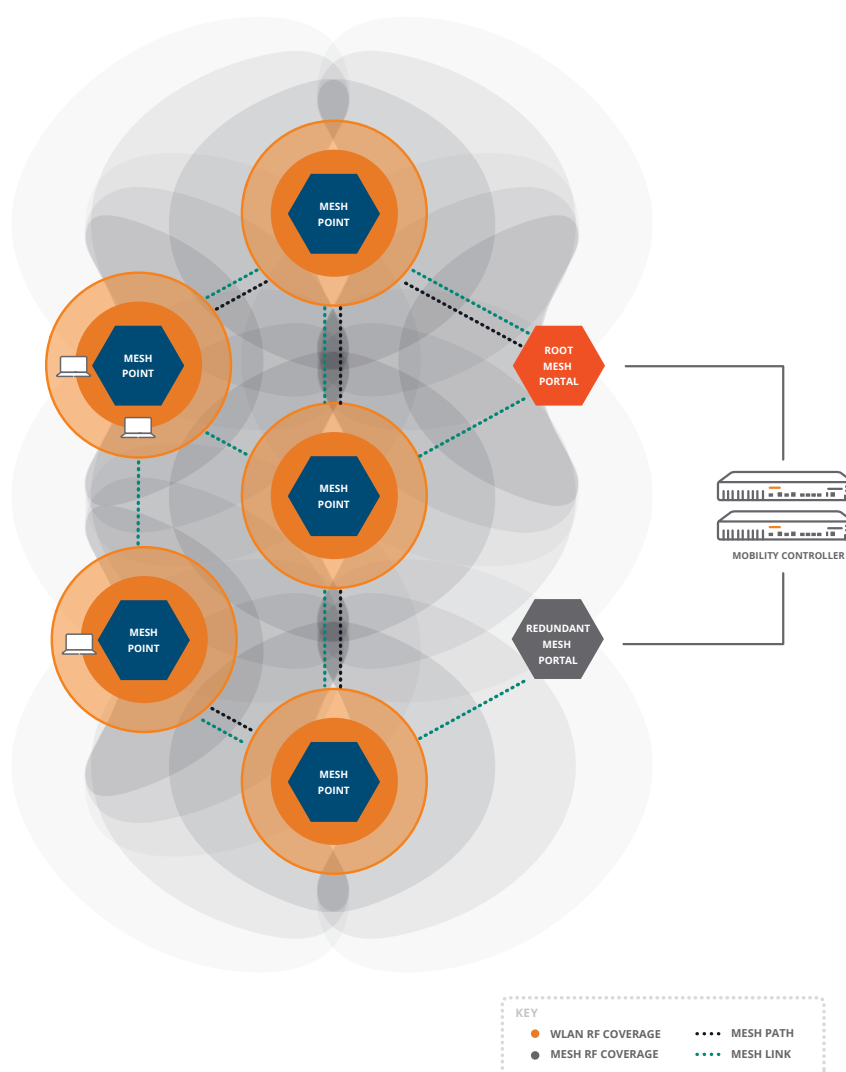 MESH
POINT
MESH
POINT
ROOT
MESH
PORTAL
MESH
POINT
MOBILITY CONTROLLER
MESH
POINT
REDUNDANT
MESH
PORTAL
MESH
POINT
KEY
WLAN RF COVERAGE
MESH PATH
MESH RF COVERAGE
MESH LINK